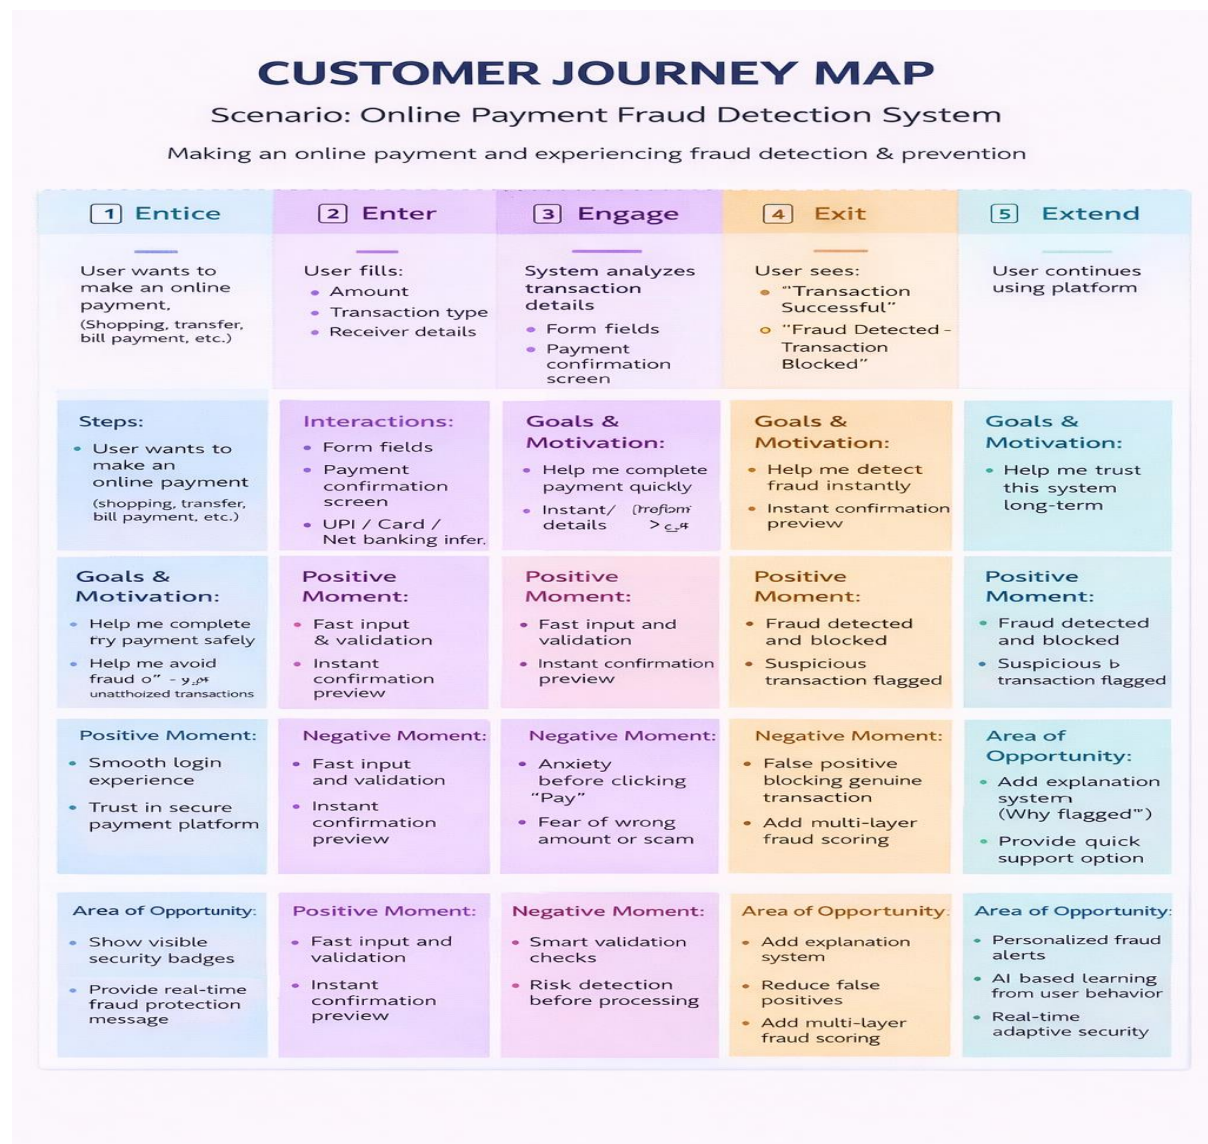 CUSTOMER JOURNEY MAP
Scenario: Online Payment Fraud Detection System
Making an online payment and experiencing fraud detection & prevention
1 Entice
User wants to
make an online
payment,
(Shopping, transfer,
bill payment, etc.)
2 Enter
User fills:
• Amount
• Transaction type
• Receiver details
3 Engage
System analyzes
transaction
details
• Form fields
• Payment
confirmation
screen
4 Exit
User sees:
• "Transaction
Successful"
• "Fraud Detected -
Transaction
Blocked"
5 Extend
User continues
using platform
Steps:
• User wants to
make an
online payment
(shopping, transfer,
bill payment, etc.)
Interactions:
• Form fields
• Payment
confirmation
screen
• UPI / Card /
Net banking infer.
Goals &
Motivation:
• Help me complete
payment quickly
• Instant/
details
Goals &
Motivation:
• Help me detect
fraud instantly
• Instant confirmation
preview
Goals &
Motivation:
• Help me trust
this system
long-term
Goals &
Motivation:
• Help me complete
payment safely
• Help me avoid
fraud
transactions
Positive
Moment:
• Fast input
& validation
• Instant
confirmation
preview
Positive
Moment:
• Fast input and
validation
• Instant confirmation
preview
Positive
Moment:
• Fraud detected
and blocked
• Suspicious
transaction flagged
Positive
Moment:
• Fraud detected
and blocked
• Suspicious
transaction flagged
Positive Moment:
• Smooth login
experience
• Trust in secure
payment platform
Negative Moment:
• Fast input
and validation
• Instant
confirmation
preview
Negative Moment:
• Anxiety
before clicking
"Pay"
• Fear of wrong
amount or scam
Negative Moment:
• False positive
blocking genuine
transaction
• Add multi-layer
fraud scoring
Area of
Opportunity:
• Add explanation
system
(Why flagged"")
• Provide quick
support option
Area of Opportunity:
• Show visible
security badges
• Provide real-time
fraud protection
message
Positive Moment:
• Fast input and
validation
• Instant
confirmation
preview
Negative Moment:
• Smart validation
checks
• Risk detection
before processing
Area of Opportunity:
• Add explanation
system
• Reduce false
positives
• Add multi-layer
fraud scoring
Area of Opportunity:
• Personalized fraud
alerts
• AI based learning
from user behavior
• Real-time
adaptive security